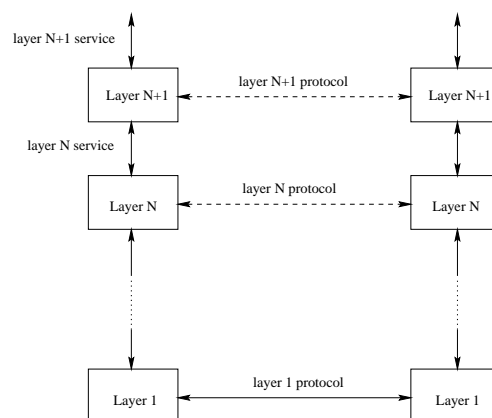 layer N+1 service
layer N+1 protocol
Layer N+1
Layer N+1
layer N service
layer N protocol
Layer N
Layer N
layer 1 protocol
Layer 1
Layer 1